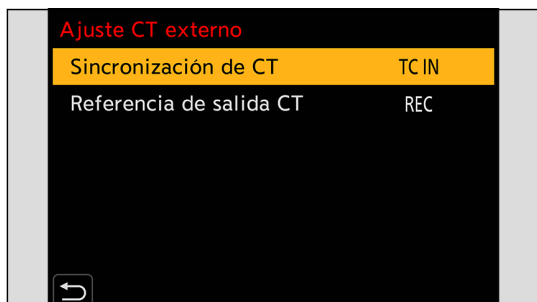 Ajuste CT externo
Sincronización de CT TC IN
Referencia de salida CT REC